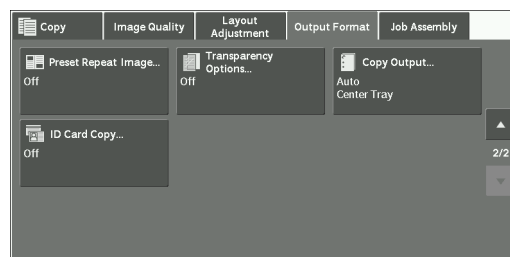 Copy
Image Quality
Layout
Adjustment
Output Format
Job Assembly
Preset Repeat Image...
Off
Transparency
Options...
Off
Copy Output...
Auto
Center Tray
ID Card Copy...
Off
2/2